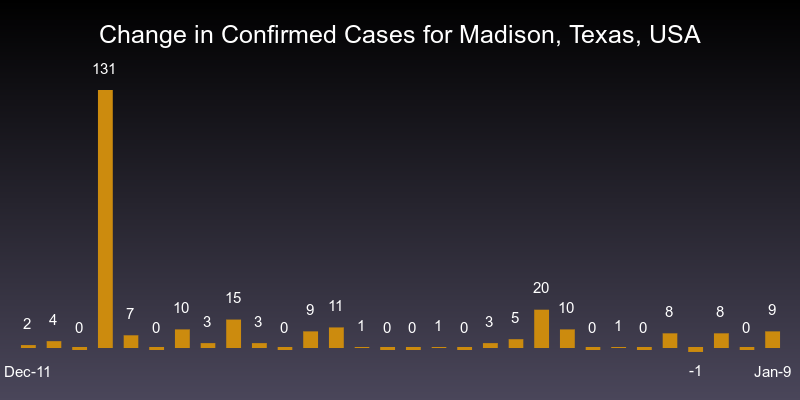 Change in Confirmed Cases for Madison, Texas, USA
131
2 4 0 7 0 10 3 15 3 0 9 11 1 0 0 1 0 3 5 20 10 0 1 0 8 8 0 9
-1
Dec-11 Jan-9